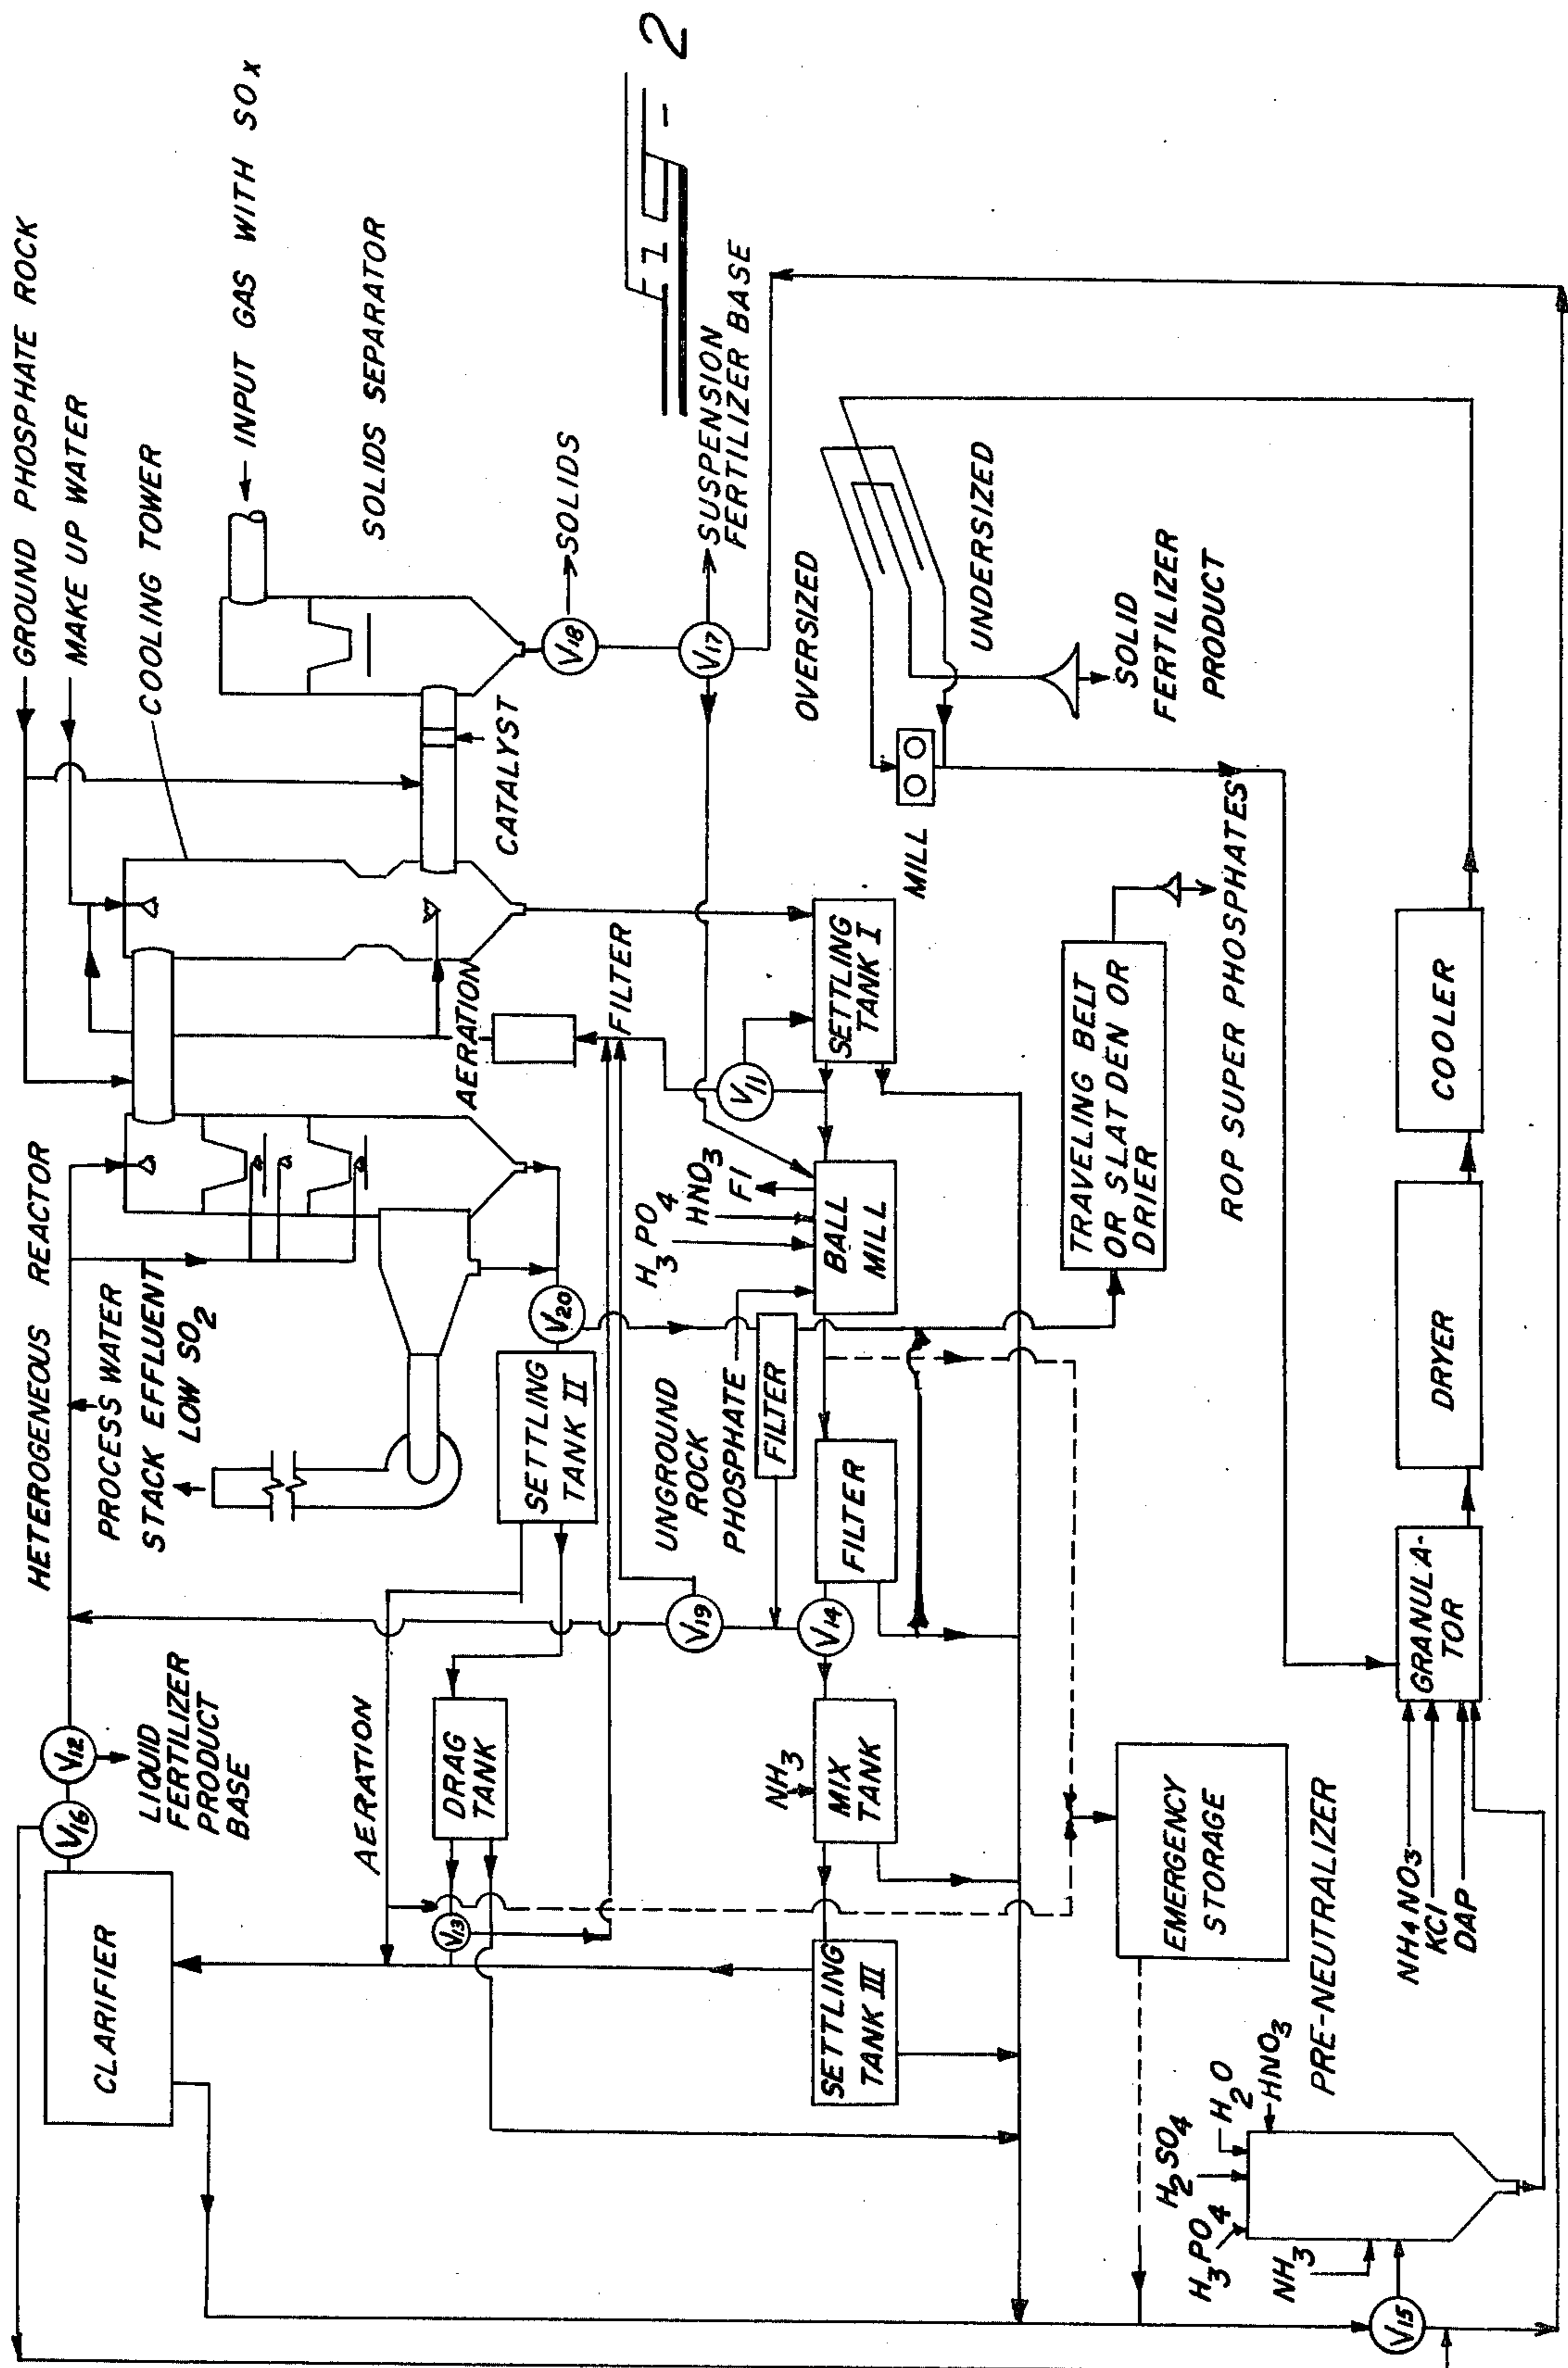 GROUND PHOSPHATE ROCK
MAKE UP WATER
COOLING TOWER
INPUT GAS WITH SOx
SOLIDS SEPARATOR
Fig- 2
HETEROGENEOUS REACTOR
PROCESS WATER
STACK EFFLUENT
LOW SO2
V12
V16
LIQUID
FERTILIZER
PRODUCT
BASE
CLARIFIER
AERATION
CATALYST
V18
SOLIDS
V17
SUSPENSION
FERTILIZER BASE
AERATION
FILTER
V20
SETTLING
TANK II
DRAG
TANK
V13
V11
SETTLING
TANK I
H3PO4
HNO3
Fl
BALL
MILL
UNGROUND
ROCK
PHOSPHATE
FILTER
FILTER
V19
V14
NH3
MIX
TANK
SETTLING
TANK III
OVERSIZED
UNDERSIZED
MILL
SOLID
FERTILIZER
PRODUCT
TRAVELING BELT
OR SLAT DEN OR
DRIER
ROP SUPER PHOSPHATES
EMERGENCY
STORAGE
PRE-NEUTRALIZER
H3PO4
H2SO4
H2O
HNO3
NH3
V15
NH4NO3
KCl
DAP
GRANULA-
TOR
DRYER
COOLER